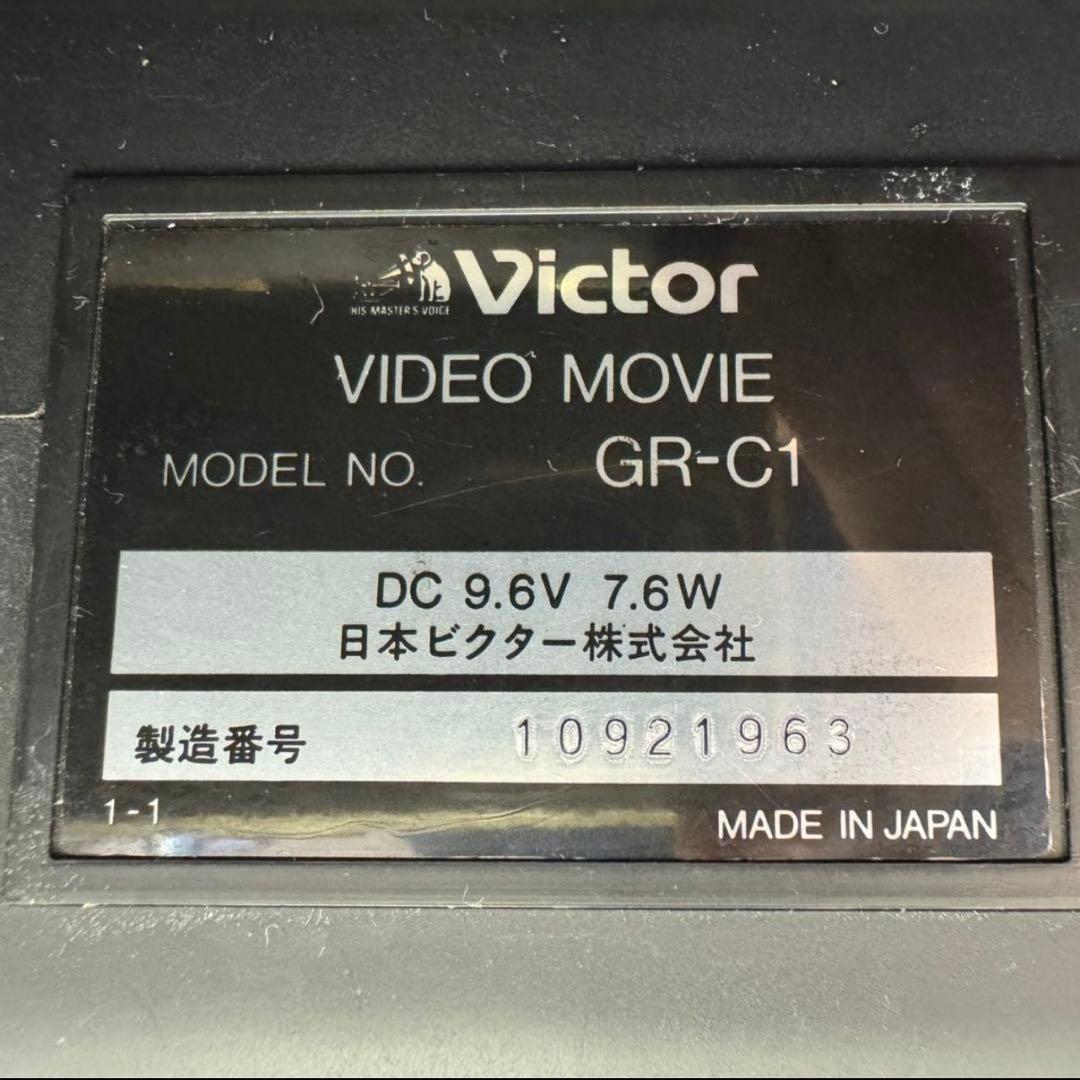 HIS MASTER'S VOICE
Victor
VIDEO MOVIE
MODEL NO. GR-C1
DC 9.6V 7.6W
日本ビクター株式会社
製造番号 10921963
1-1
MADE IN JAPAN